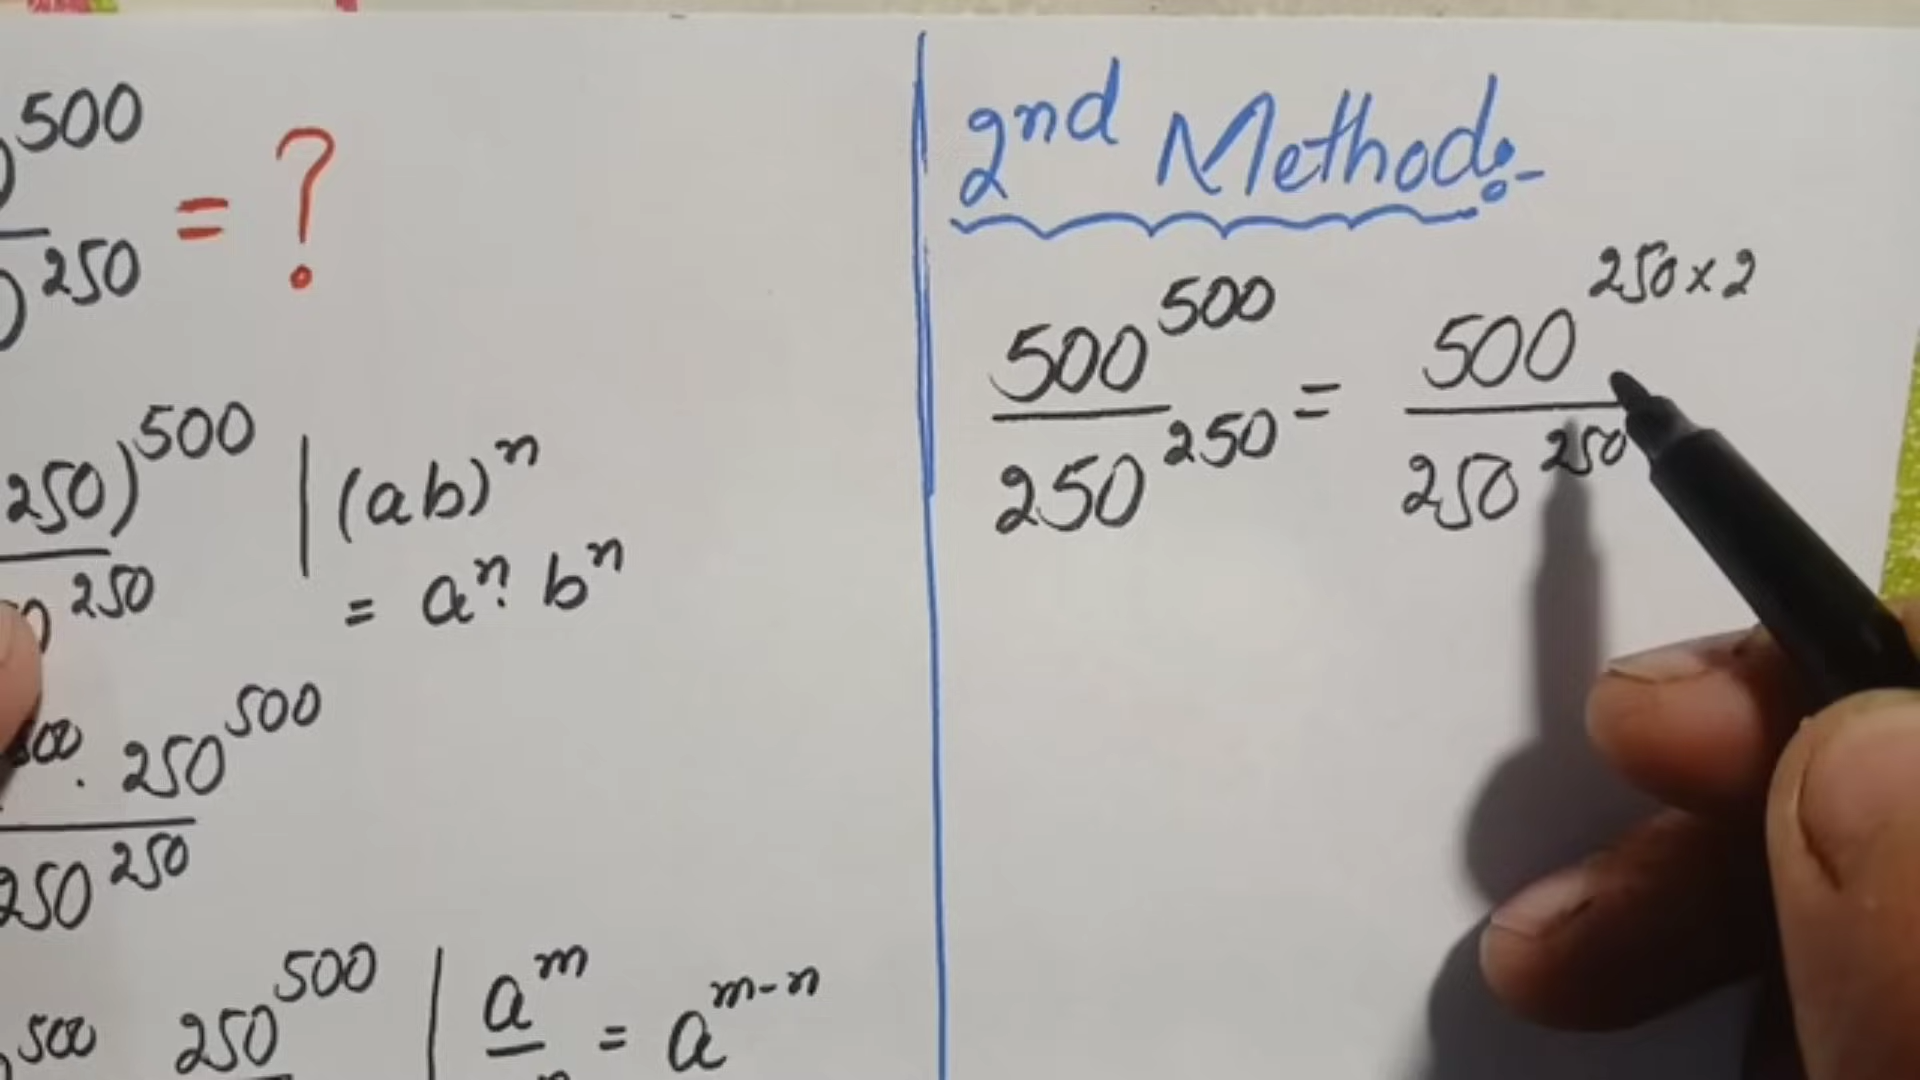 500
250 = ?
250)^500 | (ab)^n
250 = a^n . b^n
500 . 250^500
250^250
500 250^500 | a^m = a^(m-n)
2nd Method:-
500^500 / 250^250 = 500^(250×2) / 250^250